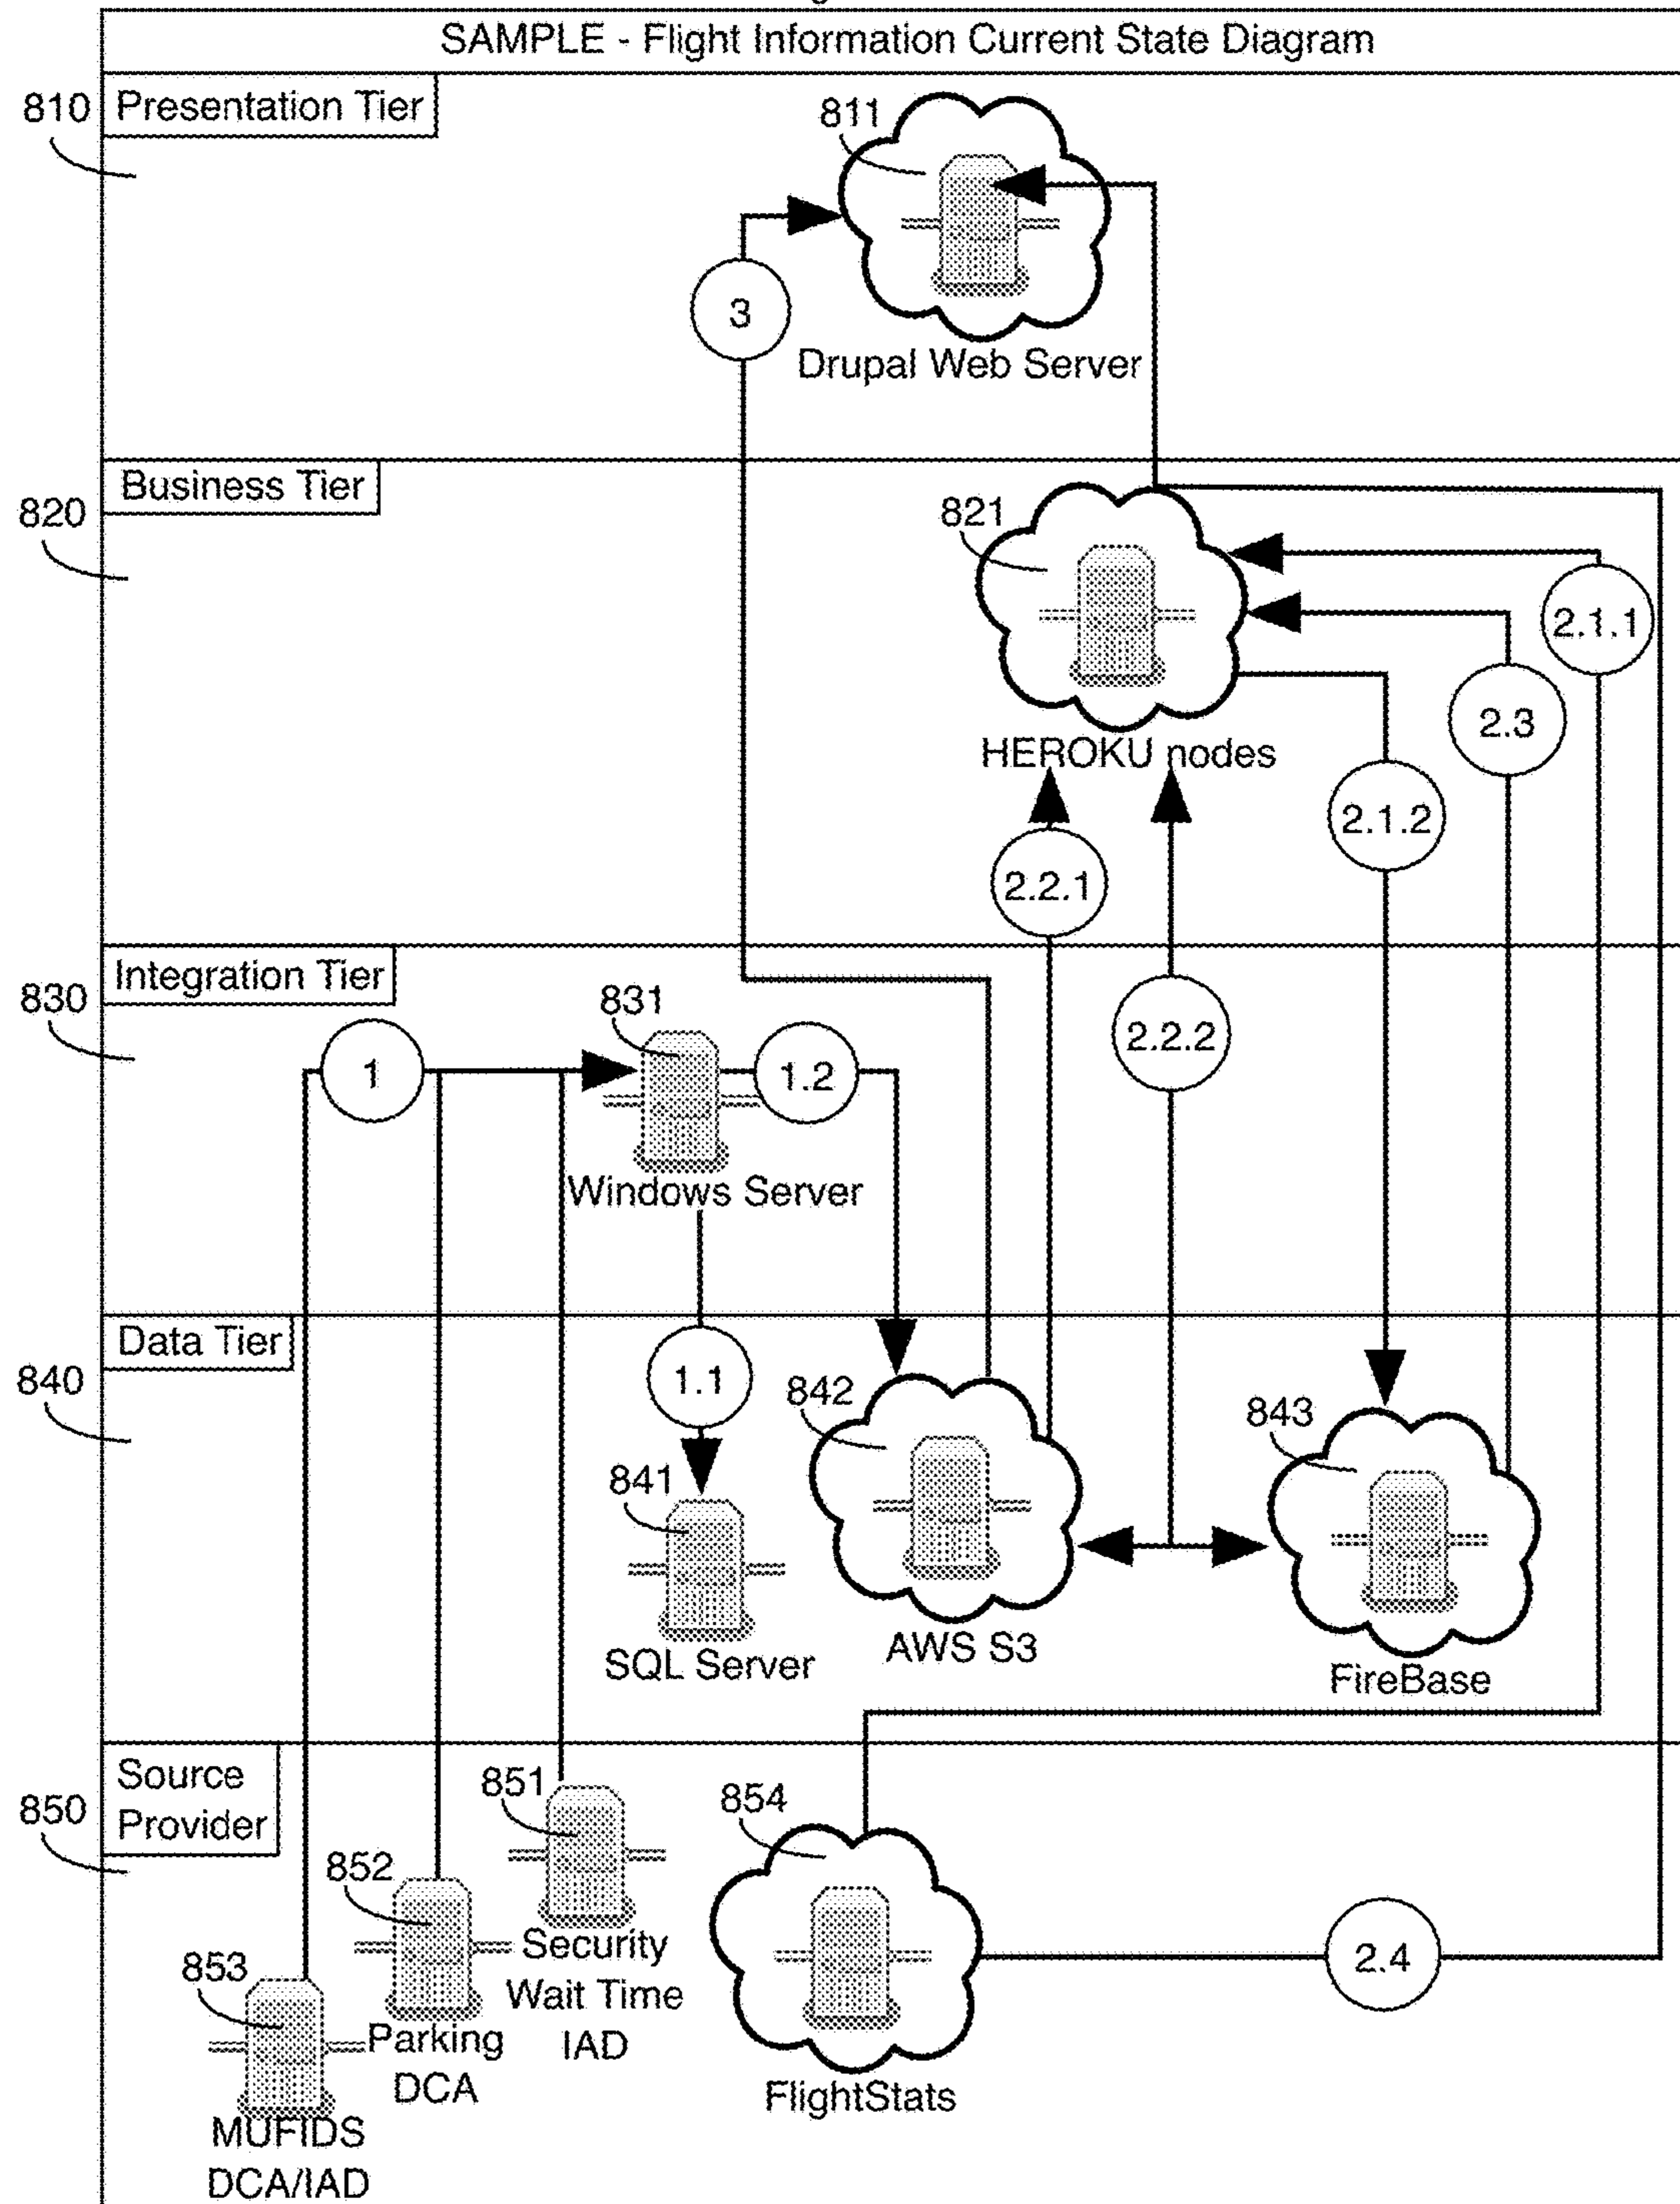 SAMPLE - Flight Information Current State Diagram
810
Presentation Tier
811
3
Drupal Web Server
Business Tier
820
821
2.1.1
2.3
HEROKU nodes
2.1.2
2.2.1
Integration Tier
830
831
2.2.2
1
1.2
Windows Server
Data Tier
840
1.1
842
843
841
AWS S3
SQL Server
FireBase
Source
Provider
850
851
854
852
Security
Wait Time
IAD
2.4
853
Parking
DCA
FlightStats
MUFIDS
DCA/IAD